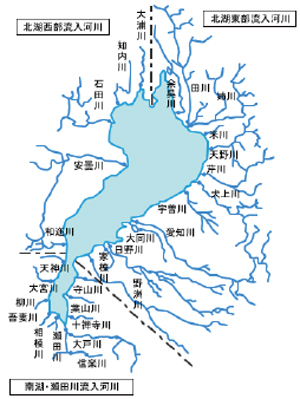 北湖西部流入河川
大浦川
北湖東部流入河川
知内川
石田川
余呉川
田川
姉川
米川
天野川
芹川
犬上川
安曇川
宇曽川
愛知川
和邇川
大同川
日野川
家棟川
野洲川
天神川
大宮川
守山川
柳川
葉山川
吾妻川
十禅寺川
相模川
瀬田川
大戸川
信楽川
南湖・瀬田川流入河川